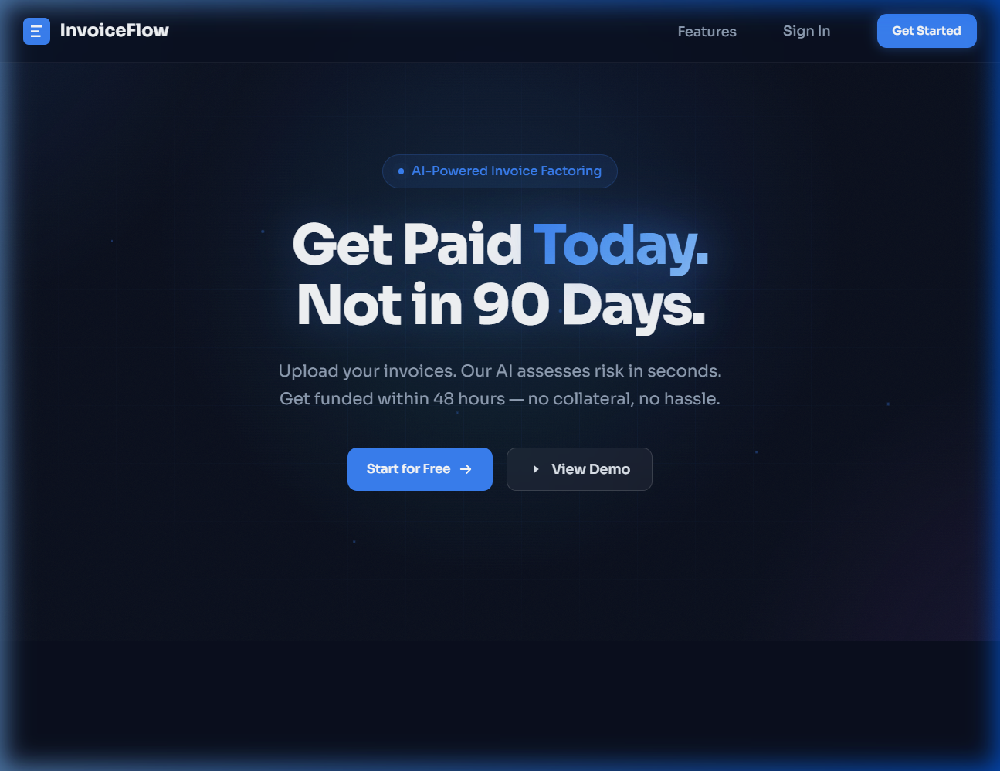 InvoiceFlow
Features
Sign In
Get Started
AI-Powered Invoice Factoring
Get Paid Today.
Not in 90 Days.
Upload your invoices. Our AI assesses risk in seconds.
Get funded within 48 hours — no collateral, no hassle.
Start for Free →
View Demo